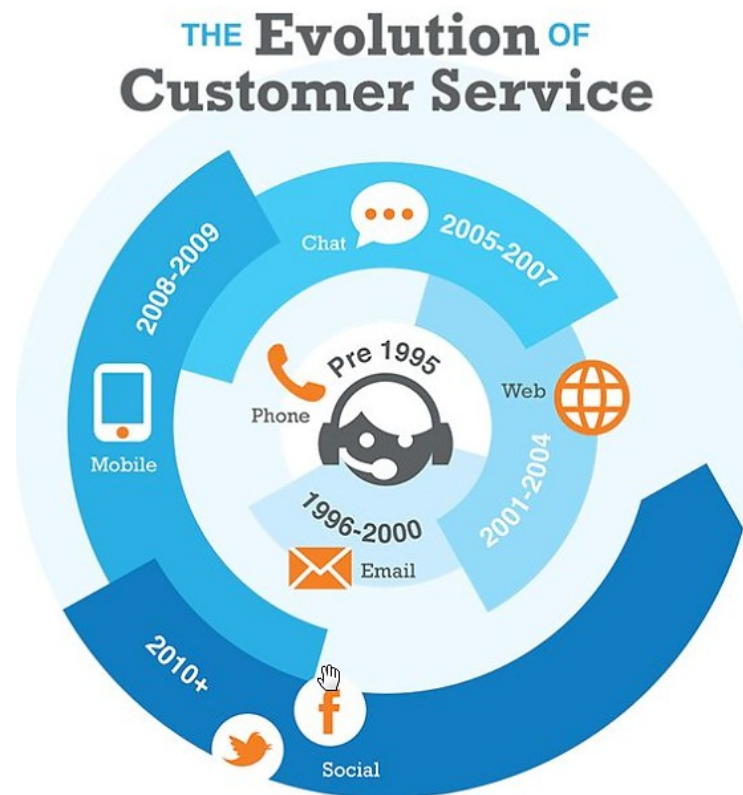 THE Evolution OF
Customer Service
Pre 1995
Phone
1996-2000
Email
2001-2004
Web
2005-2007
Chat
2008-2009
Mobile
2010+
f
Social